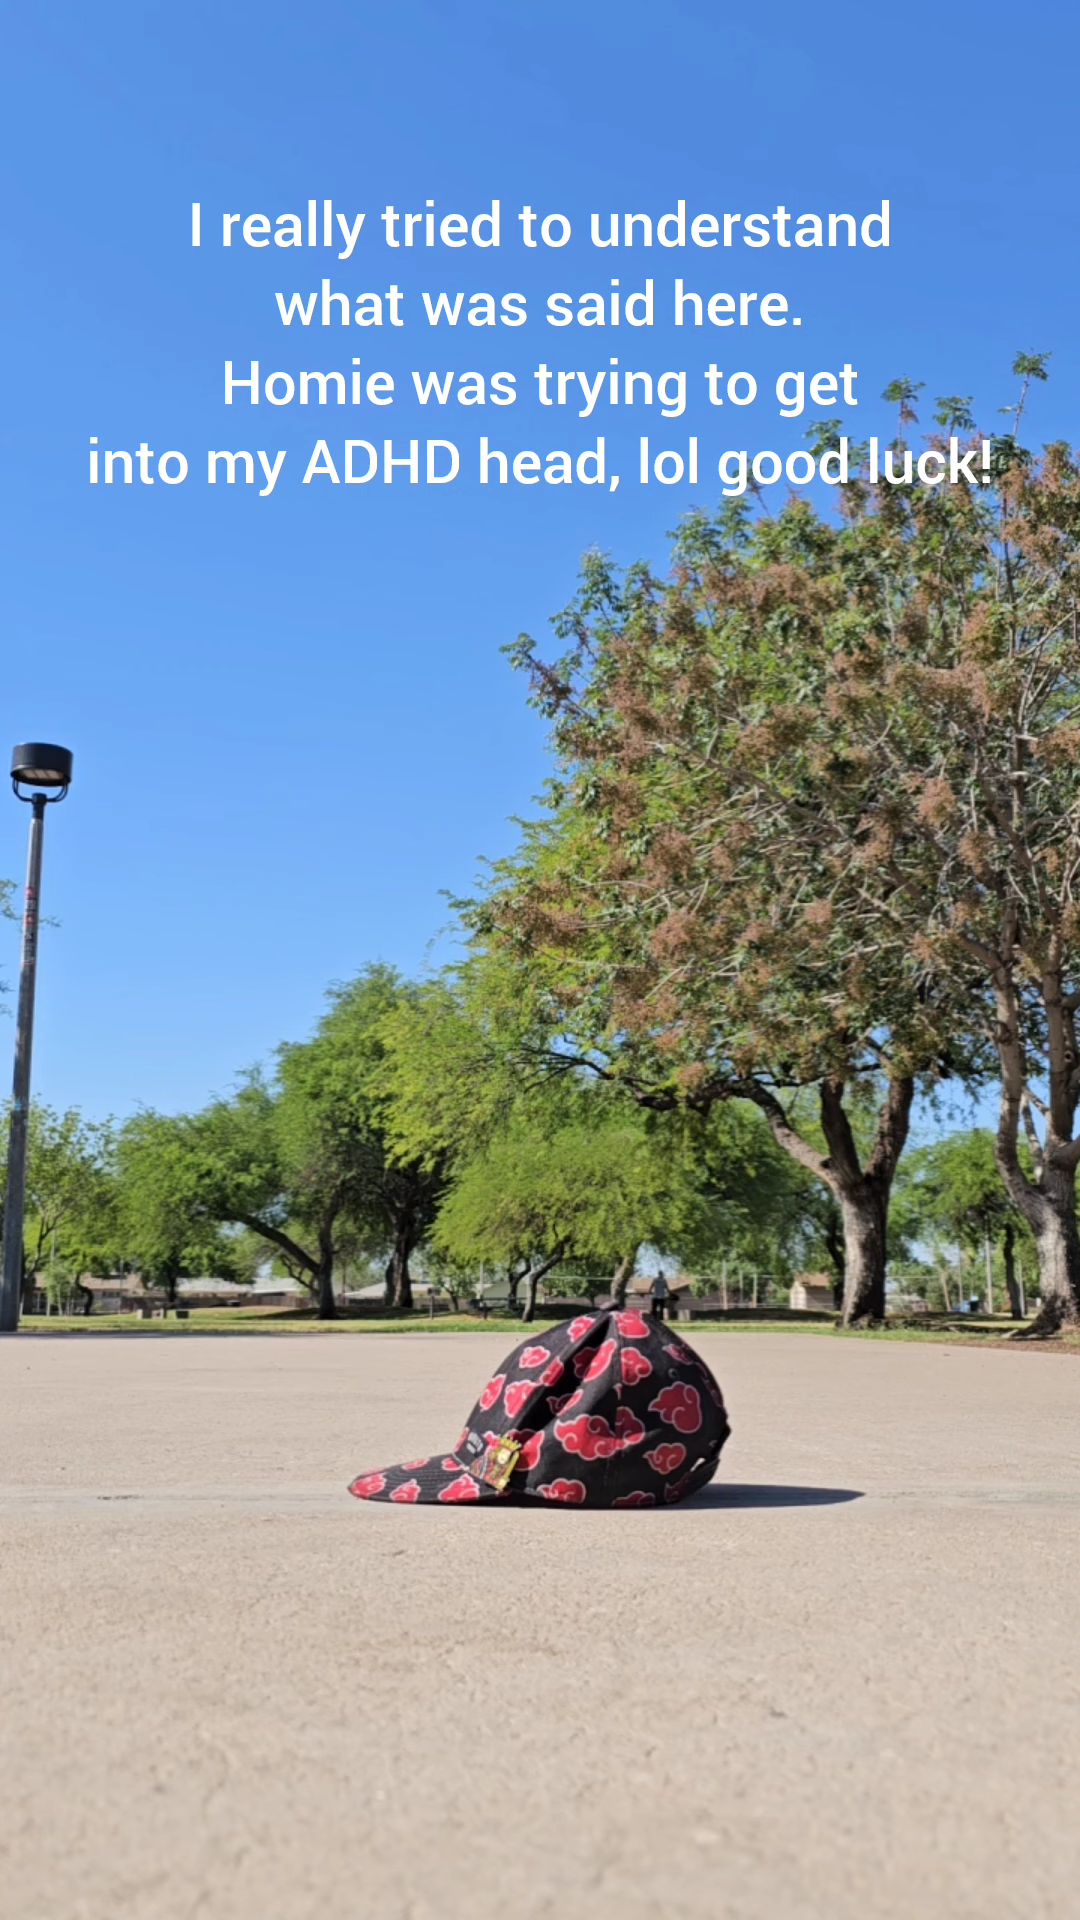 I really tried to understand
what was said here.
Homie was trying to get
into my ADHD head, lol good luck!